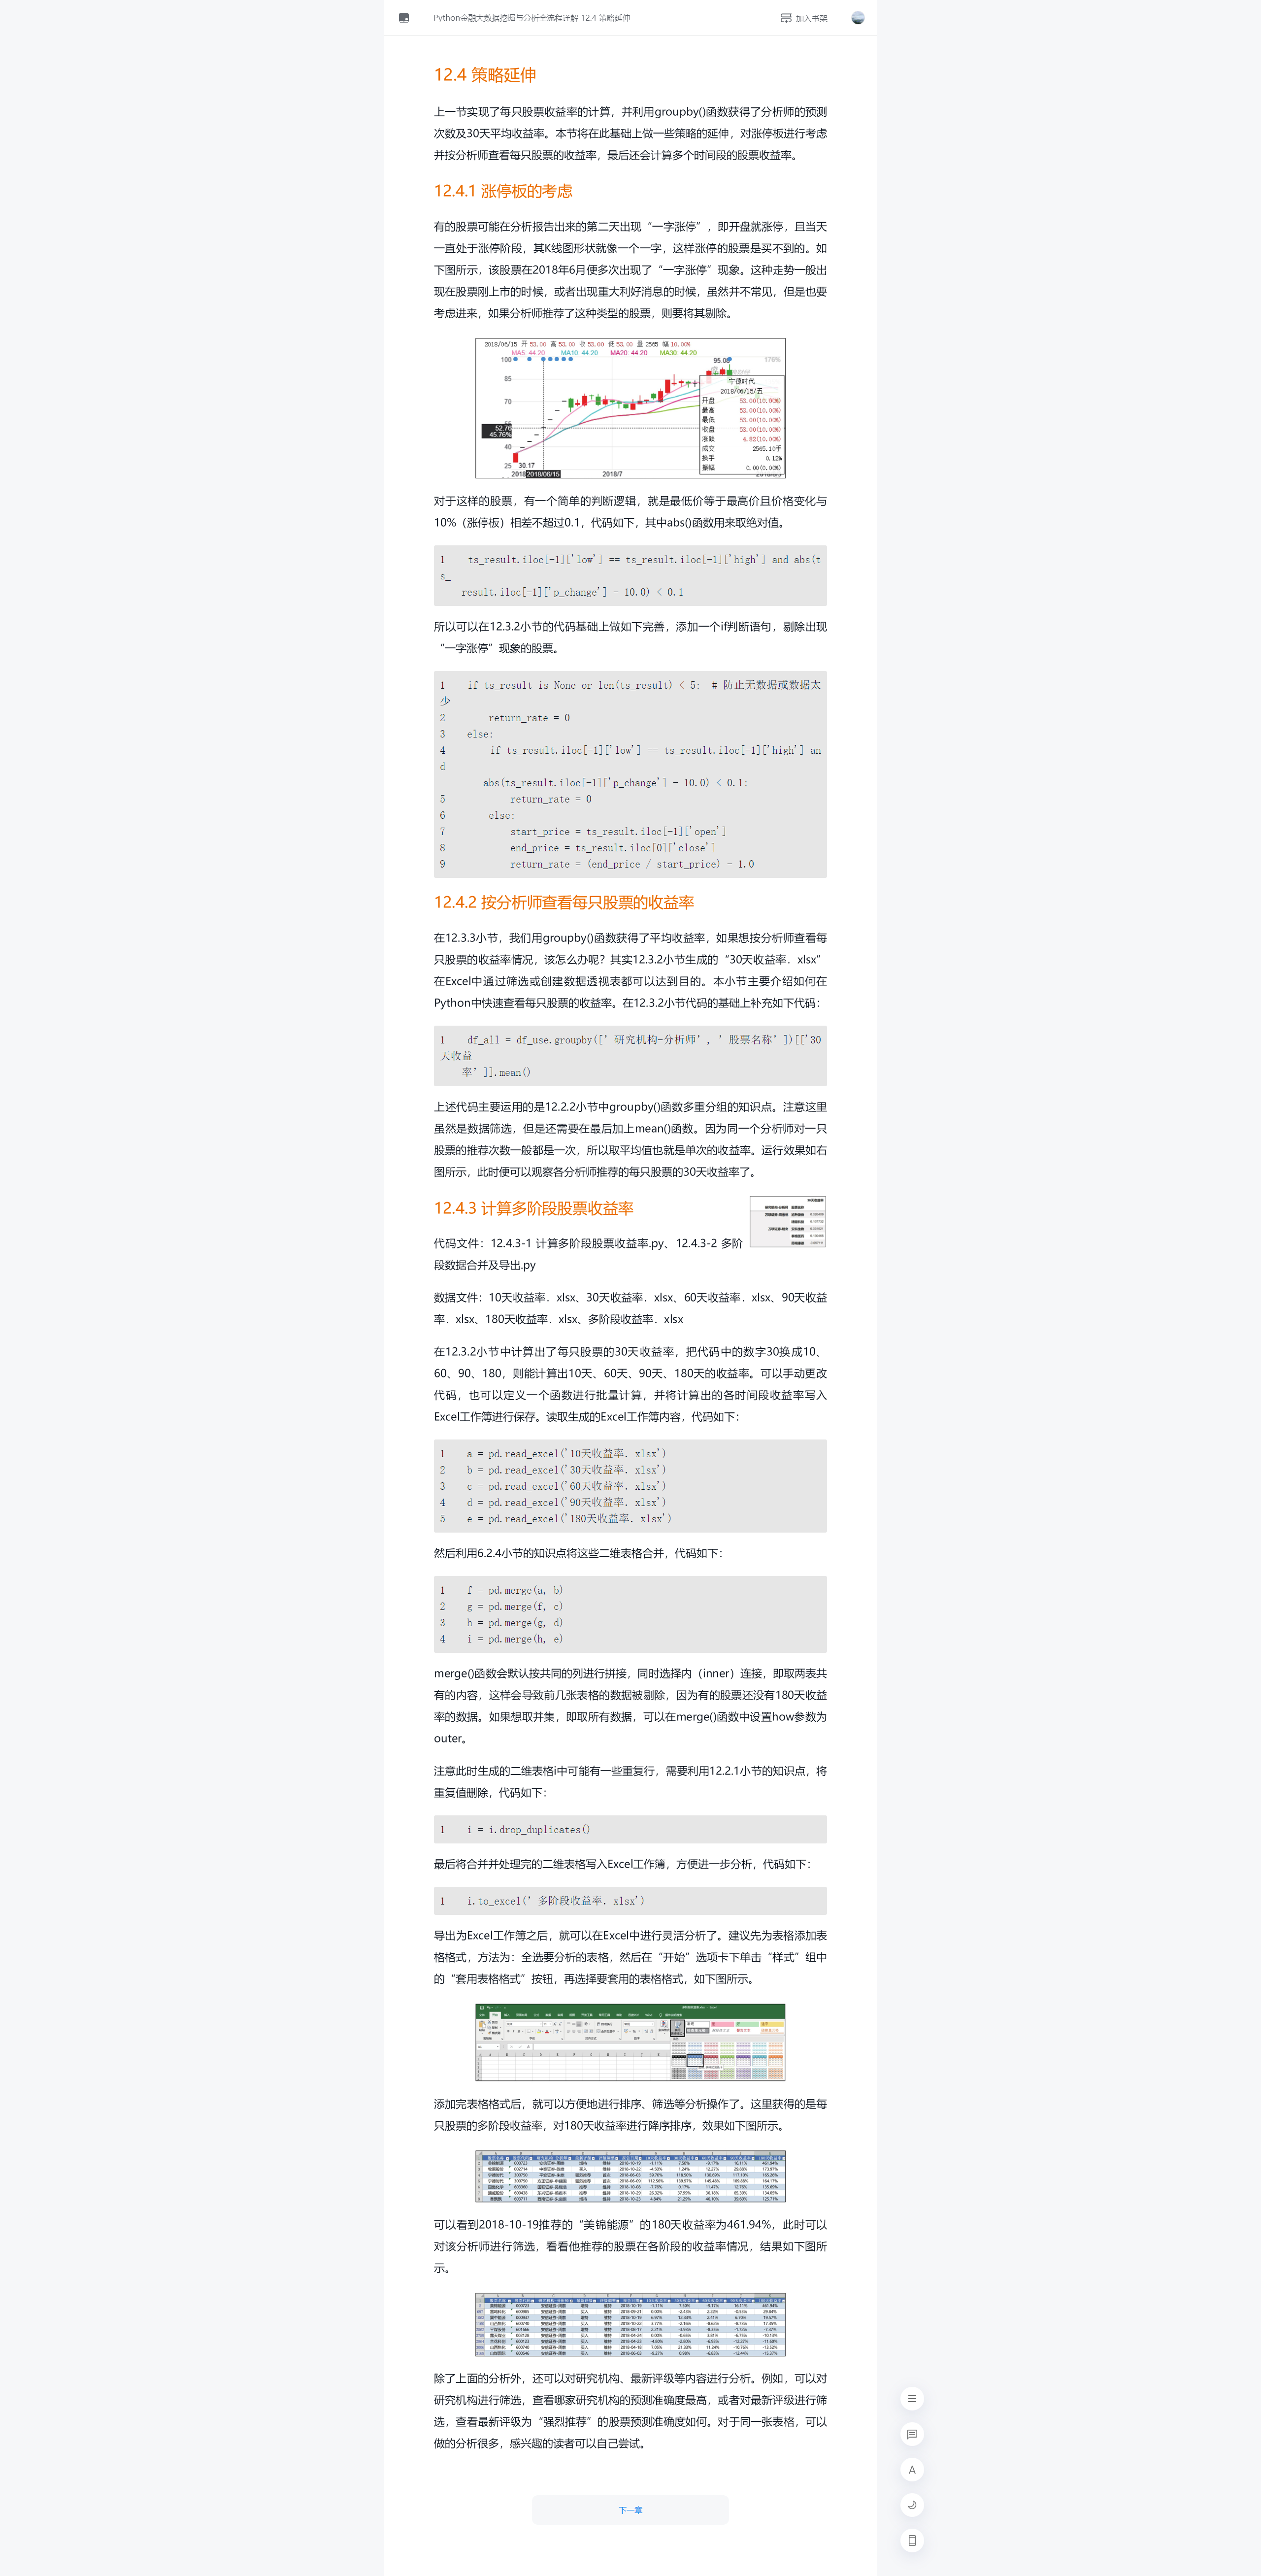 Python金融大数据挖掘与分析全流程详解 12.4 策略延伸
加入书架
12.4 策略延伸
上一节实现了每只股票收益率的计算，并利用groupby()函数获得了分析师的预测
次数及30天平均收益率。本节将在此基础上做一些策略的延伸，对涨停板进行考虑
并按分析师查看每只股票的收益率，最后还会计算多个时间段的股票收益率。
12.4.1 涨停板的考虑
有的股票可能在分析报告出来的第二天出现“一字涨停”，即开盘就涨停，且当天
一直处于涨停阶段，其K线图形状就像一个一字，这样涨停的股票是买不到的。如
下图所示，该股票在2018年6月便多次出现了“一字涨停”现象。这种走势一般出
现在股票刚上市的时候，或者出现重大利好消息的时候，虽然并不常见，但是也要
考虑进来，如果分析师推荐了这种类型的股票，则要将其剔除。
2018/06/15 开 53.00 高 53.00 收 53.00 低 53.00 量 2565 幅 10.00%
MA5: 44.20 MA10: 44.20 MA20: 44.20 MA30: 44.20
100
95.08
178%
85
70
52.76
45.76%
40
25
30.17
2018/06/15
2018/7
宁德时代
2018/06/15/五
开盘 53.00(10.00%)
最高 53.00(10.00%)
最低 53.00(10.00%)
收盘 53.00(10.00%)
涨跌 4.82(10.00%)
成交 2565.10手
换手 0.12%
振幅 0.00(0.00%)
对于这样的股票，有一个简单的判断逻辑，就是最低价等于最高价且价格变化与
10%（涨停板）相差不超过0.1，代码如下，其中abs()函数用来取绝对值。
1 ts_result.iloc[-1]['low'] == ts_result.iloc[-1]['high'] and abs(t
s_
result.iloc[-1]['p_change'] - 10.0) < 0.1
所以可以在12.3.2小节的代码基础上做如下完善，添加一个if判断语句，剔除出现
“一字涨停”现象的股票。
1 if ts_result is None or len(ts_result) < 5: # 防止无数据或数据太
少
2 return_rate = 0
3 else:
4 if ts_result.iloc[-1]['low'] == ts_result.iloc[-1]['high'] an
d
abs(ts_result.iloc[-1]['p_change'] - 10.0) < 0.1:
5 return_rate = 0
6 else:
7 start_price = ts_result.iloc[-1]['open']
8 end_price = ts_result.iloc[0]['close']
9 return_rate = (end_price / start_price) - 1.0
12.4.2 按分析师查看每只股票的收益率
在12.3.3小节，我们用groupby()函数获得了平均收益率，如果想按分析师查看每
只股票的收益率情况，该怎么办呢？其实12.3.2小节生成的“30天收益率．xlsx”
在Excel中通过筛选或创建数据透视表都可以达到目的。本小节主要介绍如何在
Python中快速查看每只股票的收益率。在12.3.2小节代码的基础上补充如下代码：
1 df_all = df_use.groupby([’研究机构-分析师’, ’股票名称’])[['30
天收益
率’]].mean()
上述代码主要运用的是12.2.2小节中groupby()函数多重分组的知识点。注意这里
虽然是数据筛选，但是还需要在最后加上mean()函数。因为同一个分析师对一只
股票的推荐次数一般都是一次，所以取平均值也就是单次的收益率。运行效果如右
图所示，此时便可以观察各分析师推荐的每只股票的30天收益率了。
12.4.3 计算多阶段股票收益率
代码文件：12.4.3-1 计算多阶段股票收益率.py、12.4.3-2 多阶
段数据合并及导出.py
数据文件：10天收益率．xlsx、30天收益率．xlsx、60天收益率．xlsx、90天收益
率．xlsx、180天收益率．xlsx、多阶段收益率．xlsx
在12.3.2小节中计算出了每只股票的30天收益率，把代码中的数字30换成10、
60、90、180，则能计算出10天、60天、90天、180天的收益率。可以手动更改
代码，也可以定义一个函数进行批量计算，并将计算出的各时间段收益率写入
Excel工作簿进行保存。读取生成的Excel工作簿内容，代码如下：
1 a = pd.read_excel('10天收益率．xlsx')
2 b = pd.read_excel('30天收益率．xlsx')
3 c = pd.read_excel('60天收益率．xlsx')
4 d = pd.read_excel('90天收益率．xlsx')
5 e = pd.read_excel('180天收益率．xlsx')
然后利用6.2.4小节的知识点将这些二维表格合并，代码如下：
1 f = pd.merge(a, b)
2 g = pd.merge(f, c)
3 h = pd.merge(g, d)
4 i = pd.merge(h, e)
merge()函数会默认按共同的列进行拼接，同时选择内（inner）连接，即取两表共
有的内容，这样会导致前几张表格的数据被剔除，因为有的股票还没有180天收益
率的数据。如果想取并集，即取所有数据，可以在merge()函数中设置how参数为
outer。
注意此时生成的二维表格i中可能有一些重复行，需要利用12.2.1小节的知识点，将
重复值删除，代码如下：
1 i = i.drop_duplicates()
最后将合并并处理完的二维表格写入Excel工作簿，方便进一步分析，代码如下：
1 i.to_excel(’多阶段收益率．xlsx')
导出为Excel工作簿之后，就可以在Excel中进行灵活分析了。建议先为表格添加表
格格式，方法为：全选要分析的表格，然后在“开始”选项卡下单击“样式”组中
的“套用表格格式”按钮，再选择要套用的表格格式，如下图所示。
添加完表格格式后，就可以方便地进行排序、筛选等分析操作了。这里获得的是每
只股票的多阶段收益率，对180天收益率进行降序排序，效果如下图所示。
可以看到2018-10-19推荐的“美锦能源”的180天收益率为461.94%，此时可以
对该分析师进行筛选，看看他推荐的股票在各阶段的收益率情况，结果如下图所
示。
除了上面的分析外，还可以对研究机构、最新评级等内容进行分析。例如，可以对
研究机构进行筛选，查看哪家研究机构的预测准确度最高，或者对最新评级进行筛
选，查看最新评级为“强烈推荐”的股票预测准确度如何。对于同一张表格，可以
做的分析很多，感兴趣的读者可以自己尝试。
下一章